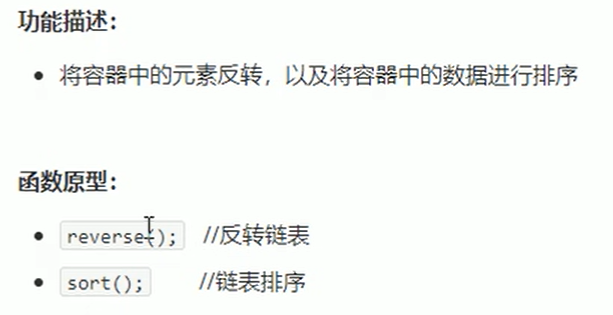 功能描述：
将容器中的元素反转，以及将容器中的数据进行排序
函数原型：
reverse(); //反转链表
sort(); //链表排序